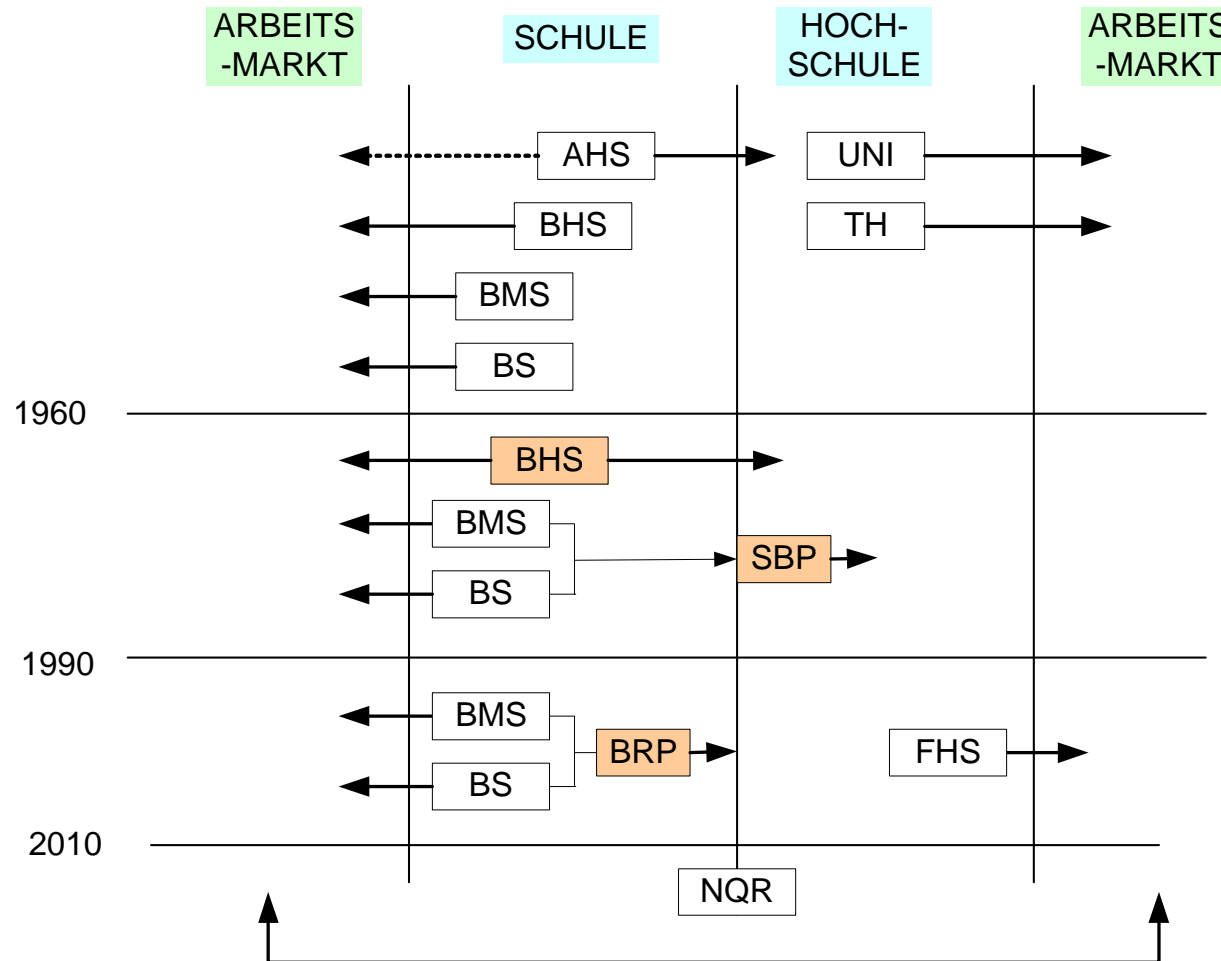 ARBEITS
-MARKT
SCHULE
HOCH-
SCHULE
ARBEITS
-MARKT
AHS
UNI
BHS
TH
BMS
BS
1960
BHS
BMS
SBP
BS
1990
BMS
BRP
FHS
BS
2010
NQR